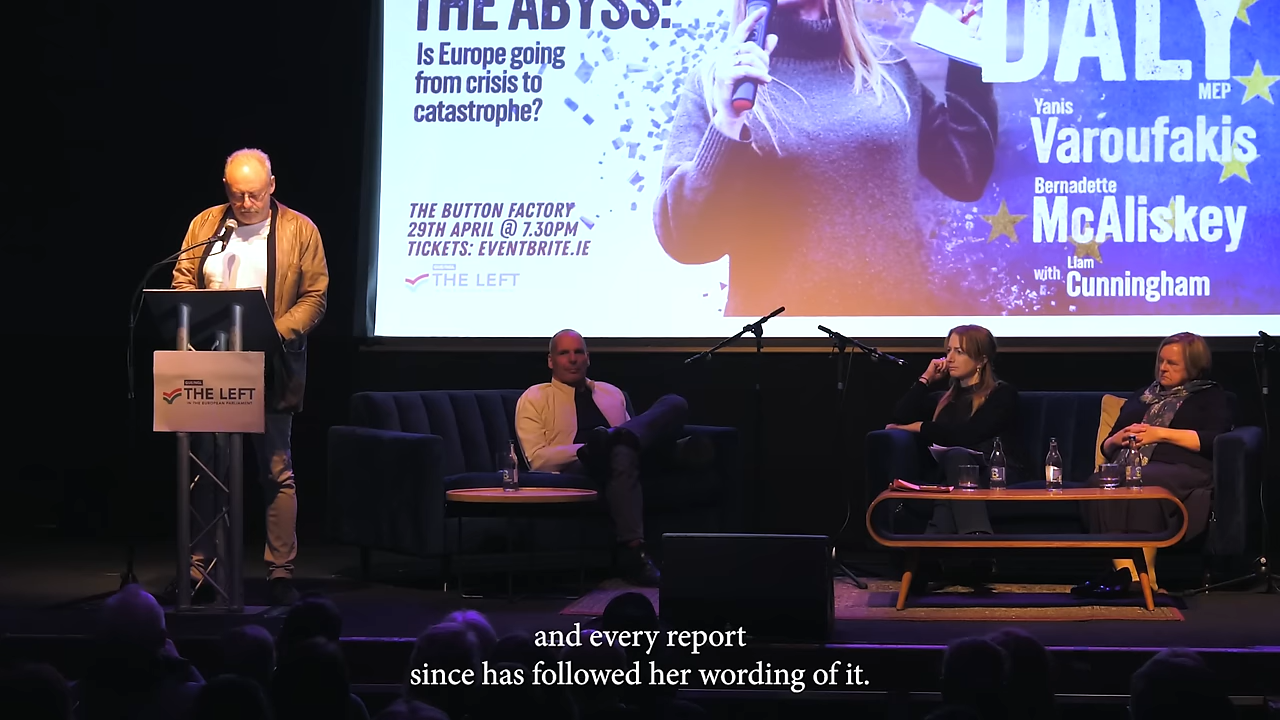 THE ABYSS:
Is Europe going
from crisis to
catastrophe?
THE BUTTON FACTORY
29TH APRIL @ 7.30PM
TICKETS: EVENTBRITE.IE
THE LEFT
DALY
MEP
Yanis
Varoufakis
Bernadette
McAliskey
with Liam
Cunningham
THE LEFT
IN THE EUROPEAN PARLIAMENT
and every report
since has followed her wording of it.